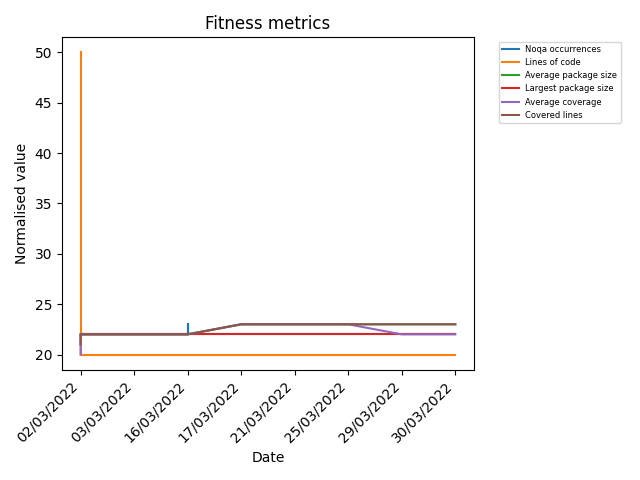 Fitness metrics
Noqa occurrences
Lines of code
Average package size
Largest package size
Average coverage
Covered lines
Normalised value
50
45
40
35
30
25
20
02/03/2022
03/03/2022
16/03/2022
17/03/2022
21/03/2022
25/03/2022
29/03/2022
30/03/2022
Date